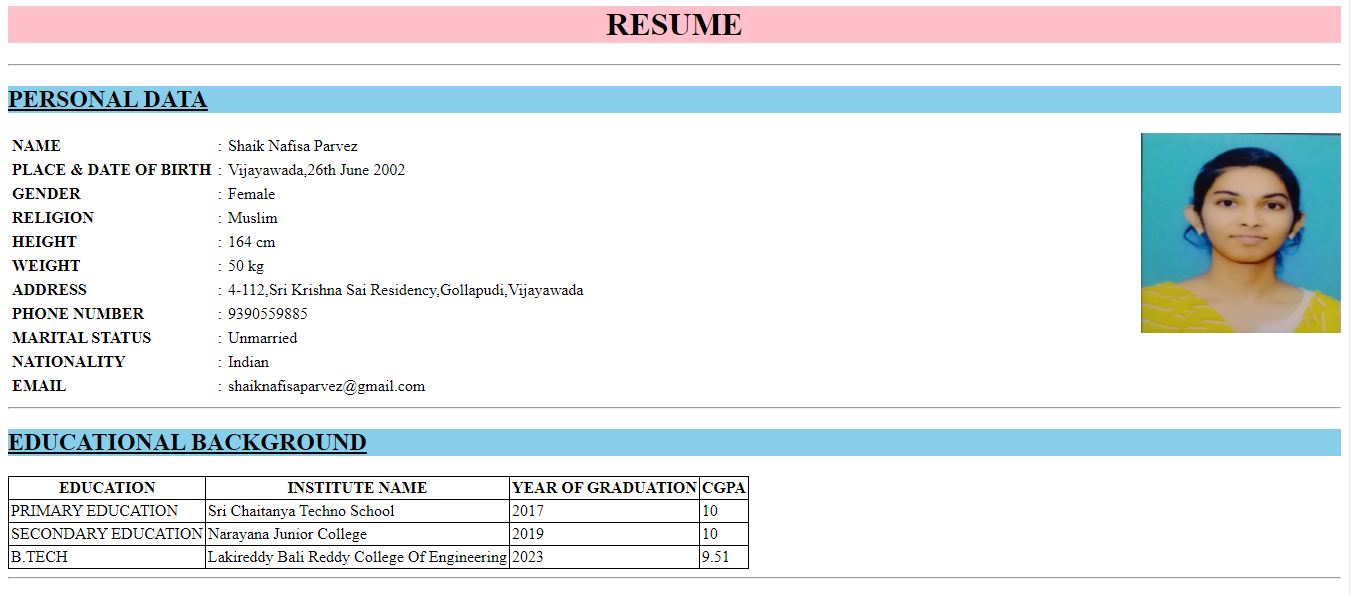 RESUME
PERSONAL DATA
NAME : Shaik Nafisa Parvez
PLACE & DATE OF BIRTH : Vijayawada,26th June 2002
GENDER : Female
RELIGION : Muslim
HEIGHT : 164 cm
WEIGHT : 50 kg
ADDRESS : 4-112,Sri Krishna Sai Residency,Gollapudi,Vijayawada
PHONE NUMBER : 9390559885
MARITAL STATUS : Unmarried
NATIONALITY : Indian
EMAIL : shaiknafisaparvez@gmail.com
EDUCATIONAL BACKGROUND
EDUCATION INSTITUTE NAME YEAR OF GRADUATION CGPA
PRIMARY EDUCATION Sri Chaitanya Techno School 2017 10
SECONDARY EDUCATION Narayana Junior College 2019 10
B.TECH Lakireddy Bali Reddy College Of Engineering 2023 9.51